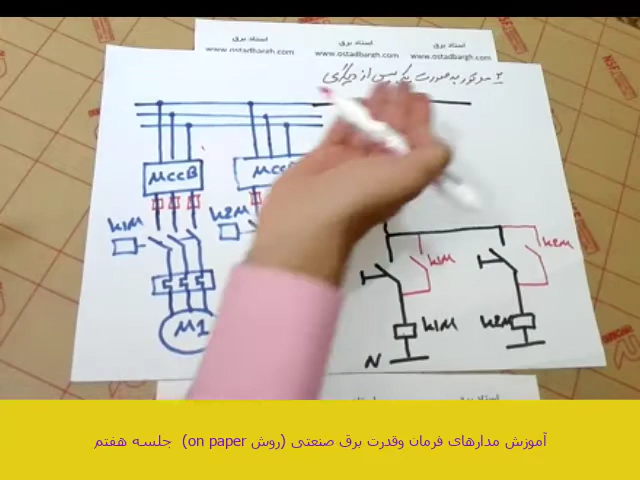 استاد برق
www.ostadbargh.com
استاد برق
www.ostadbargh.com
استاد برق
www.ostadbargh.com
۲ موتور به صورت یکی پس از دیگری
MCCB
MCCB
K1M
K2M
M1
K1M
K2M
K1M
K2M
N
آموزش مدارهای فرمان وقدرت برق صنعتی (روش on paper) جلسه هفتم